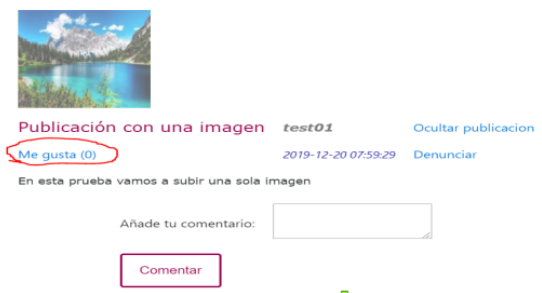 Publicación con una imagen test01 Ocultar publicacion
Me gusta (0) 2019-12-20 07:59:29 Denunciar
En esta prueba vamos a subir una sola imagen
Añade tu comentario:
Comentar